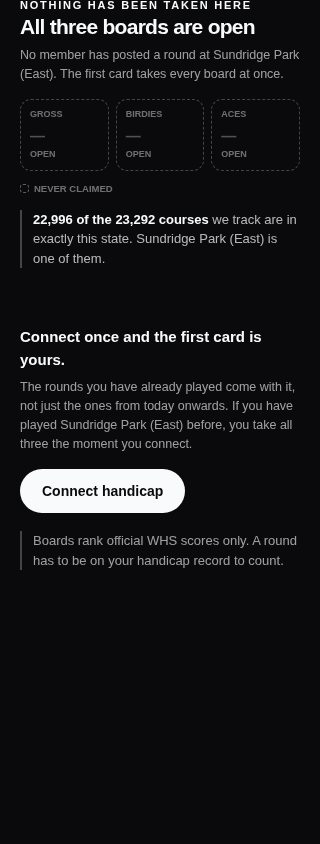 NOTHING HAS BEEN TAKEN HERE
All three boards are open
No member has posted a round at Sundridge Park
(East). The first card takes every board at once.
GROSS BIRDIES ACES
— — —
OPEN OPEN OPEN
NEVER CLAIMED
22,996 of the 23,292 courses we track are in
exactly this state. Sundridge Park (East) is
one of them.
Connect once and the first card is
yours.
The rounds you have already played come with it,
not just the ones from today onwards. If you have
played Sundridge Park (East) before, you take all
three the moment you connect.
Connect handicap
Boards rank official WHS scores only. A round
has to be on your handicap record to count.